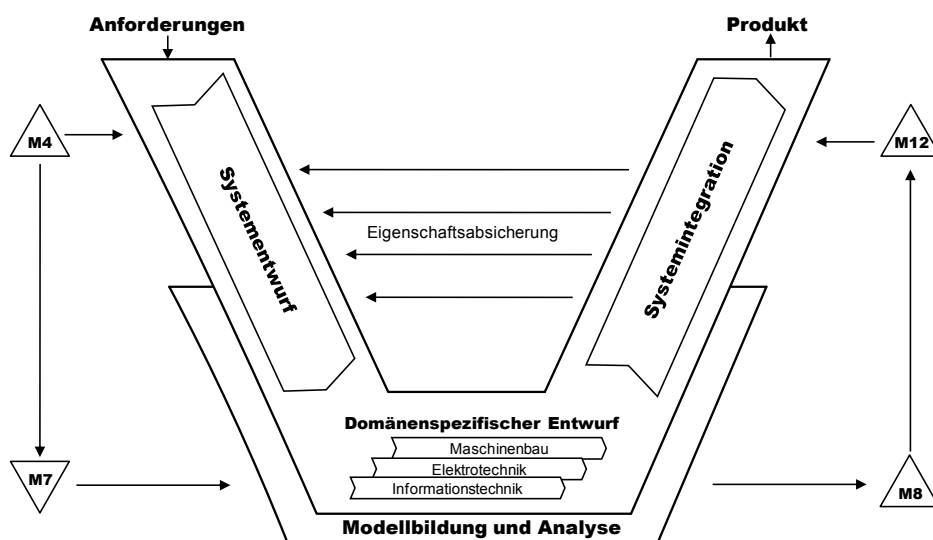 Anforderungen
Produkt
M4
M12
Systementwurf
Systemintegration
Eigenschaftsabsicherung
Domänenspezifischer Entwurf
Maschinenbau
Elektrotechnik
Informationstechnik
M7
M8
Modellbildung und Analyse